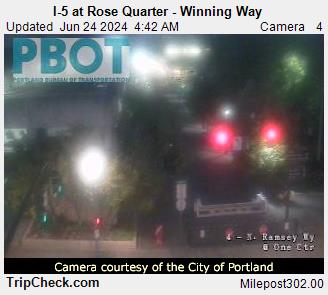 I-5 at Rose Quarter - Winning Way
Updated  Jun 24 2024  4:42 AM    Camera    4
PBOT
PORTLAND BUREAU OF TRANSPORTATION
4 - N. Ramsey Wy
@ One Ctr
Camera courtesy of the City of Portland
TripCheck.com    Milepost302.00